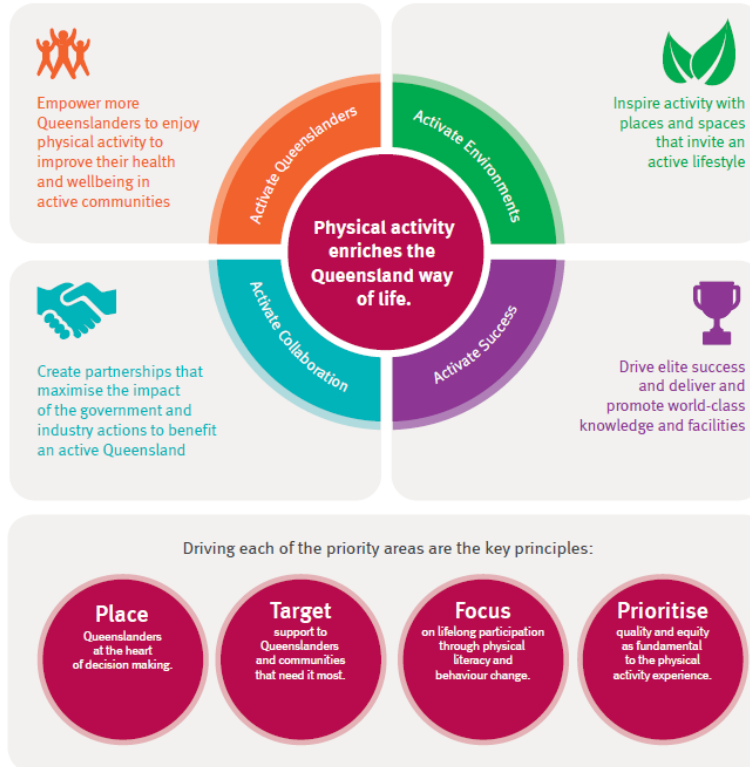 Empower more
Queenslanders to enjoy
physical activity to
improve their health
and wellbeing in
active communities
Activate Queenslanders
Activate Environments
Inspire activity with
places and spaces
that invite an
active lifestyle
Physical activity
enriches the
Queensland way
of life.
Create partnerships that
maximise the impact
of the government and
industry actions to benefit
an active Queensland
Activate Collaboration
Activate Success
Drive elite success
and deliver and
promote world-class
knowledge and facilities
Driving each of the priority areas are the key principles:
Place
Queenslanders
at the heart
of decision making.
Target
support to
Queenslanders
and communities
that need it most.
Focus
on lifelong participation
through physical
literacy and
behaviour change.
Prioritise
quality and equity
as fundamental
to the physical
activity experience.